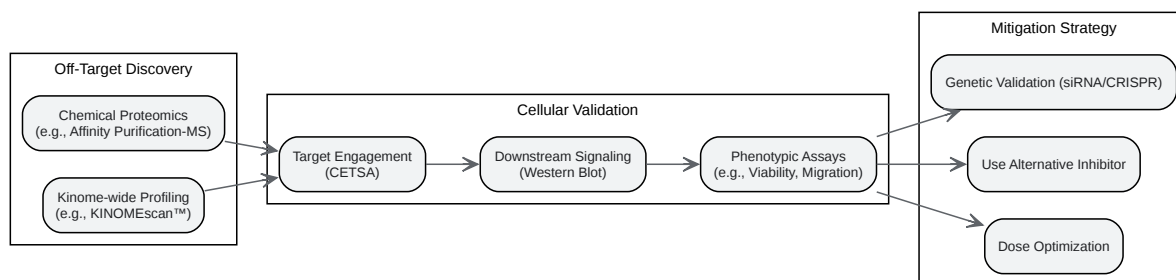 Off-Target Discovery
Chemical Proteomics
(e.g., Affinity Purification-MS)
Kinome-wide Profiling
(e.g., KINOMEscan™)
Cellular Validation
Target Engagement
(CETSA)
Downstream Signaling
(Western Blot)
Phenotypic Assays
(e.g., Viability, Migration)
Mitigation Strategy
Genetic Validation (siRNA/CRISPR)
Use Alternative Inhibitor
Dose Optimization